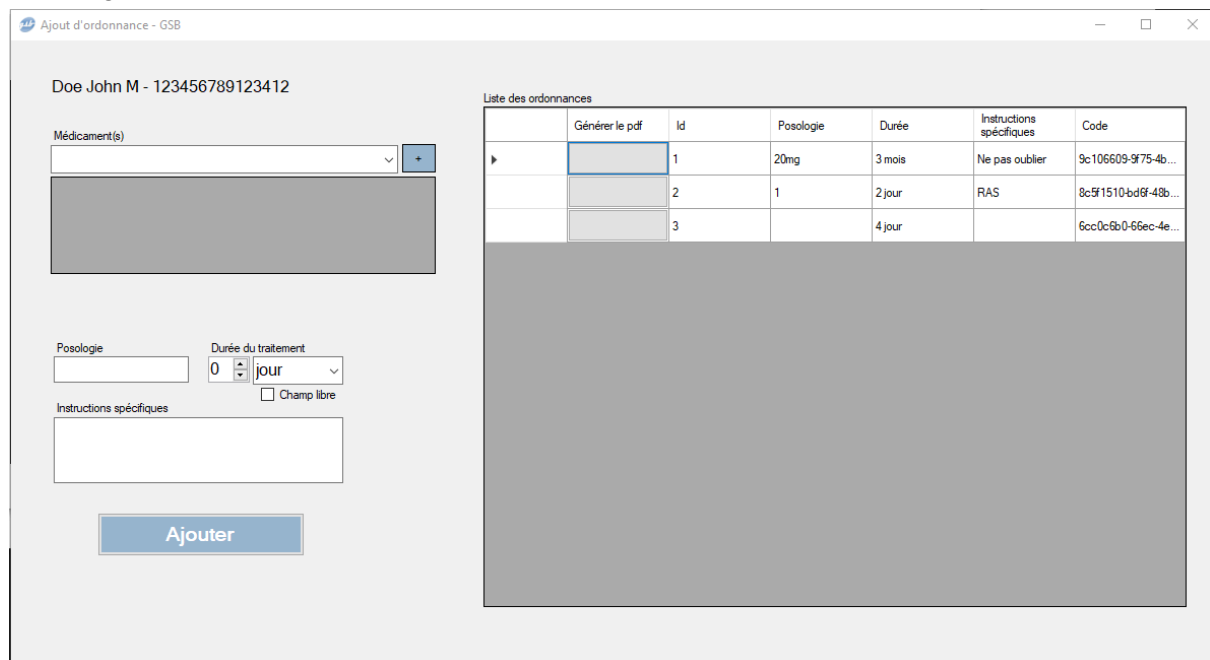 Ajout d'ordonnance - GSB
Doe John M - 123456789123412
Médicament(s)
+
Posologie
Durée du traitement
0 jour
Champ libre
Instructions spécifiques
Ajouter
Liste des ordonnances
Générer le pdf Id Posologie Durée Instructions spécifiques Code
1 20mg 3 mois Ne pas oublier 9c106609-9f75-4b...
2 1 2 jour RAS 8c5f1510-bd6f-48b...
3 4 jour 6cc0c6b0-66ec-4e...